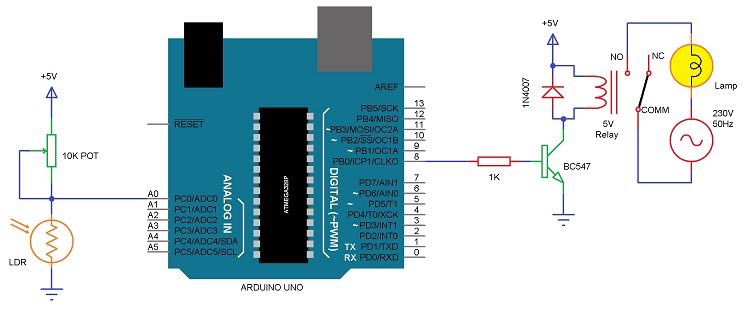 +5V
10K POT
LDR
A0
A1
A2
A3
A4
A5
RESET
PC0/ADC0
PC1/ADC1
PC2/ADC2
PC3/ADC3
PC4/ADC4/SDA
PC5/ADC5/SCL
ANALOG IN
ATMEGA328P
DIGITAL (~PWM)
AREF
PB5/SCK 13
PB4/MISO 12
~PB3/MOSI/OC2A 11
~ PB2/SS/OC1B 10
~ PB1/OC1A 9
PB0/ICP1/CLKO 8
PD7/AIN1 7
~ PD6/AIN0 6
~ PD5/T1 5
PD4/T0/XCK 4
~ PD3/INT1 3
PD2/INT0 2
TX PD1/TXD 1
RX PD0/RXD 0
ARDUINO UNO
1K
BC547
+5V
1N4007
5V
Relay
NO
NC
COMM
Lamp
230V
50Hz